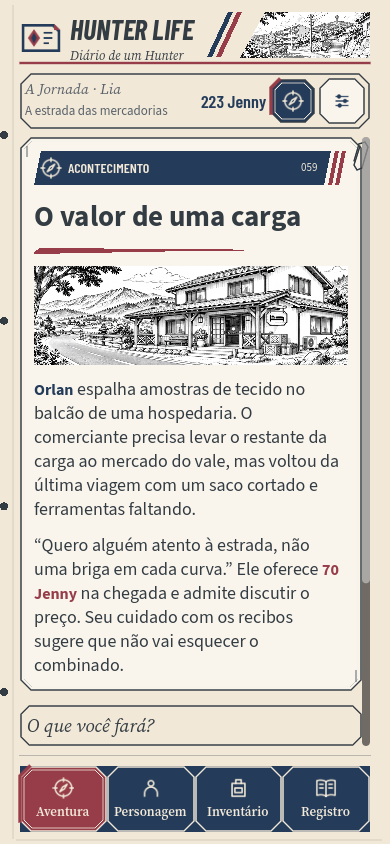 HUNTER LIFE
Diário de um Hunter
A Jornada · Lia
A estrada das mercadorias
223 Jenny
ACONTECIMENTO
059
O valor de uma carga
Orlan espalha amostras de tecido no
balcão de uma hospedaria. O
comerciante precisa levar o restante da
carga ao mercado do vale, mas voltou da
última viagem com um saco cortado e
ferramentas faltando.
“Quero alguém atento à estrada, não
uma briga em cada curva.” Ele oferece 70
Jenny na chegada e admite discutir o
preço. Seu cuidado com os recibos
sugere que não vai esquecer o
combinado.
O que você fará?
Aventura
Personagem
Inventário
Registro